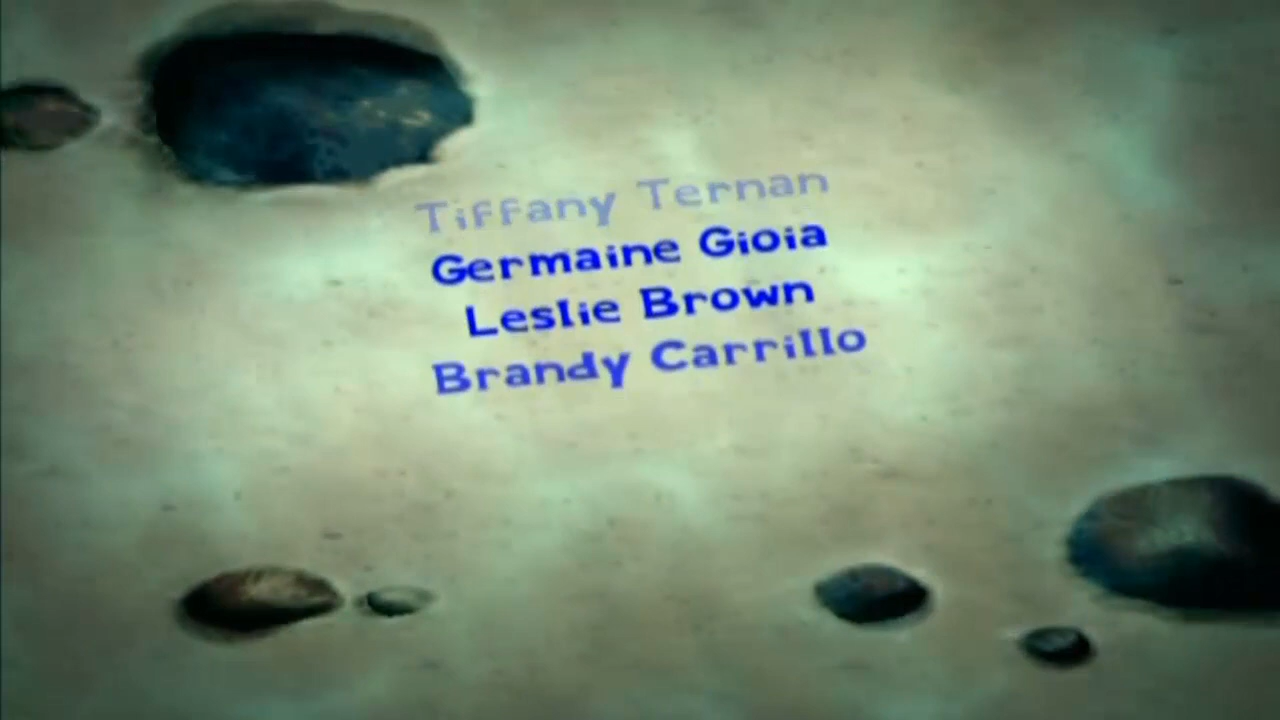 Tiffany Ternan
Germaine Gioia
Leslie Brown
Brandy Carrillo